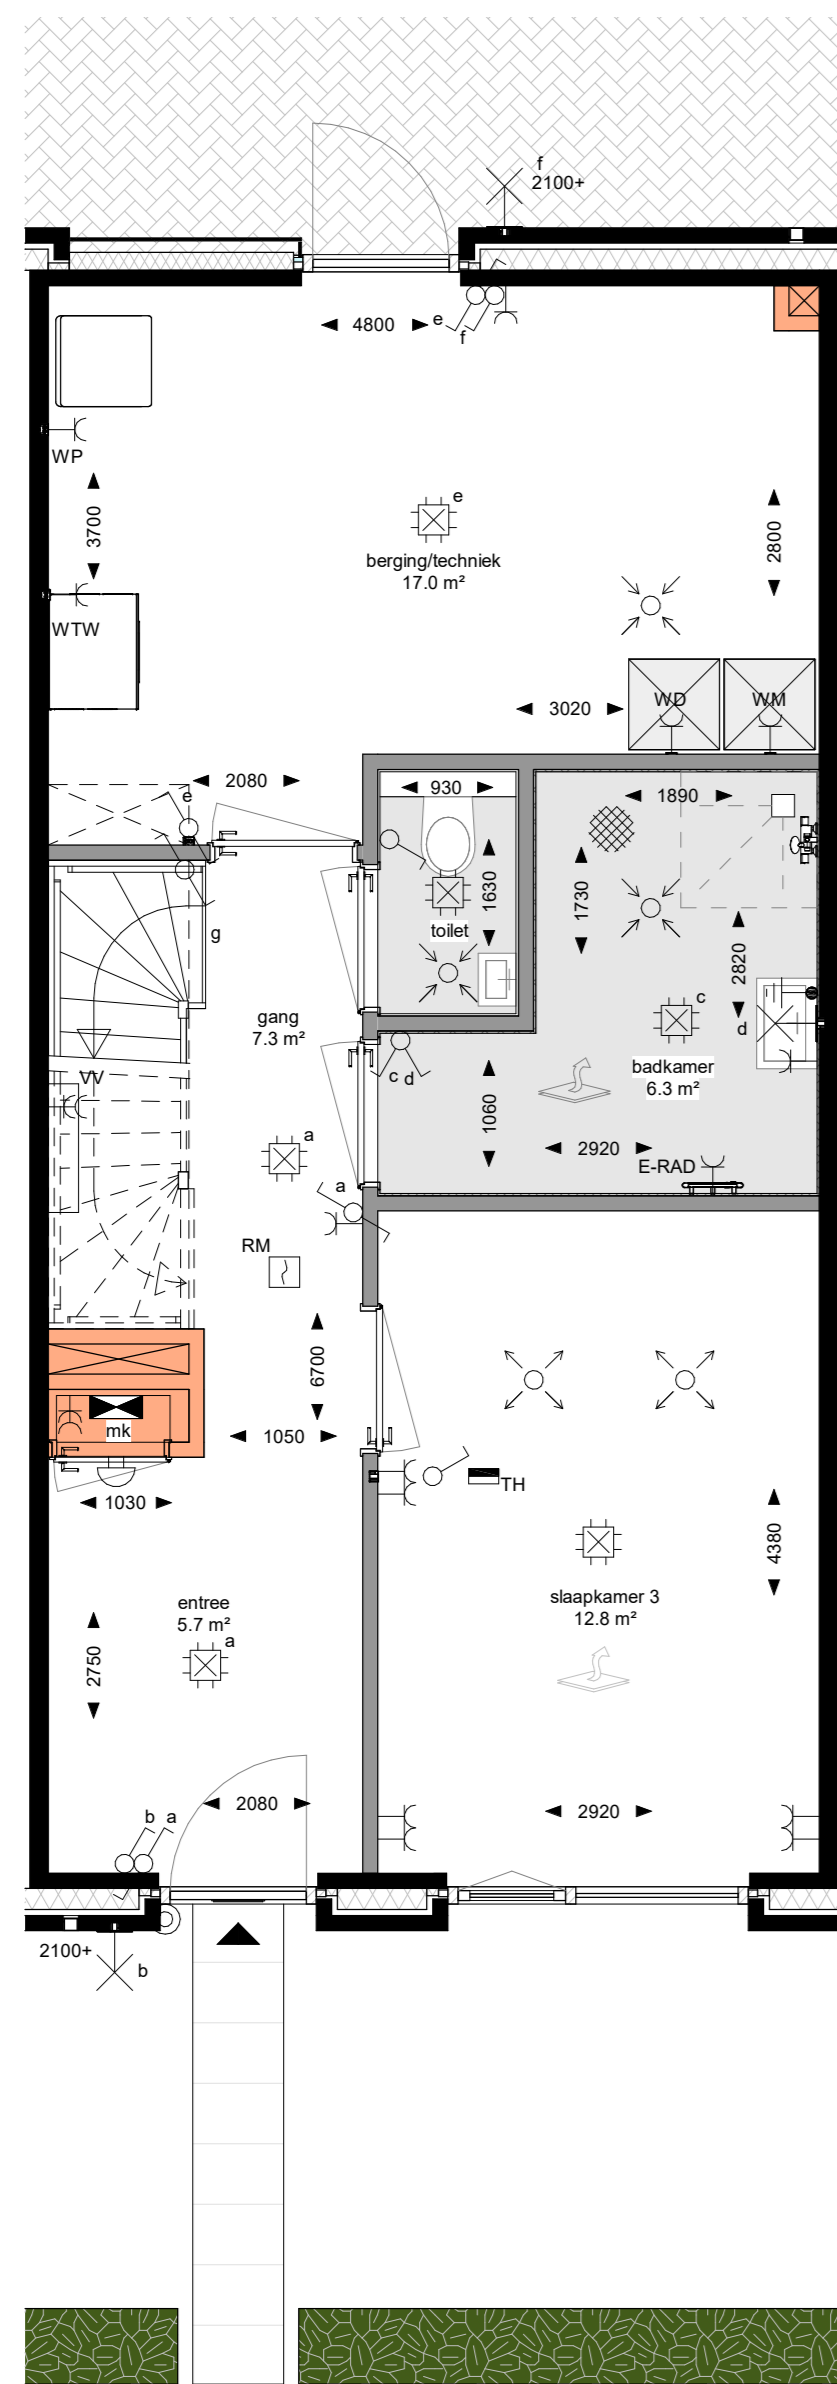 f
2100+
4800
e
f
WP
3700
e
berging/techniek
17.0 m²
2800
WTW
WD
WM
3020
2080
930
1890
e
1630
1730
toilet
g
2820
gang
7.3 m²
c
d
badkamer
6.3 m²
VV
c d
1060
2920
E-RAD
a
a
RM
6700
mk
1050
1030
TH
4380
slaapkamer 3
12.8 m²
entree
5.7 m²
a
2750
2080
2920
b a
2100+
b